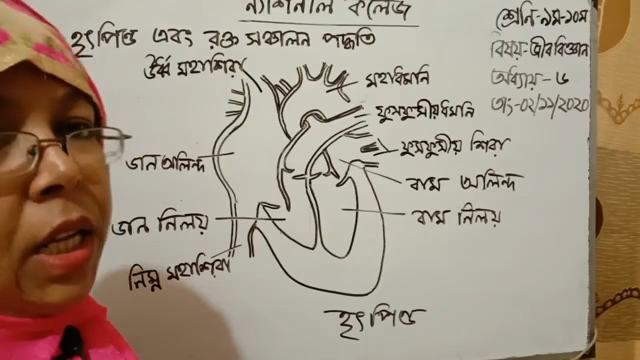 ন্যাশনাল কলেজ
শ্রেনি-৯ম-১০ম
হৃৎপিন্ড এবং রক্ত সঞ্চালন পদ্ধতি
বিষয়-জীববিজ্ঞান
উর্ধ্ব মহাশিরা
মহাধমনি
অধ্যায় - ৬
ফুসফুসীয়ধমনি
তাং-০২/১১/২০২০
ফুসফুসীয় শিরা
ডান অলিন্দ
বাম অলিন্দ
ডান নিলয়
বাম নিলয়
নিম্ন মহাশিরা
হৃৎপিন্ড